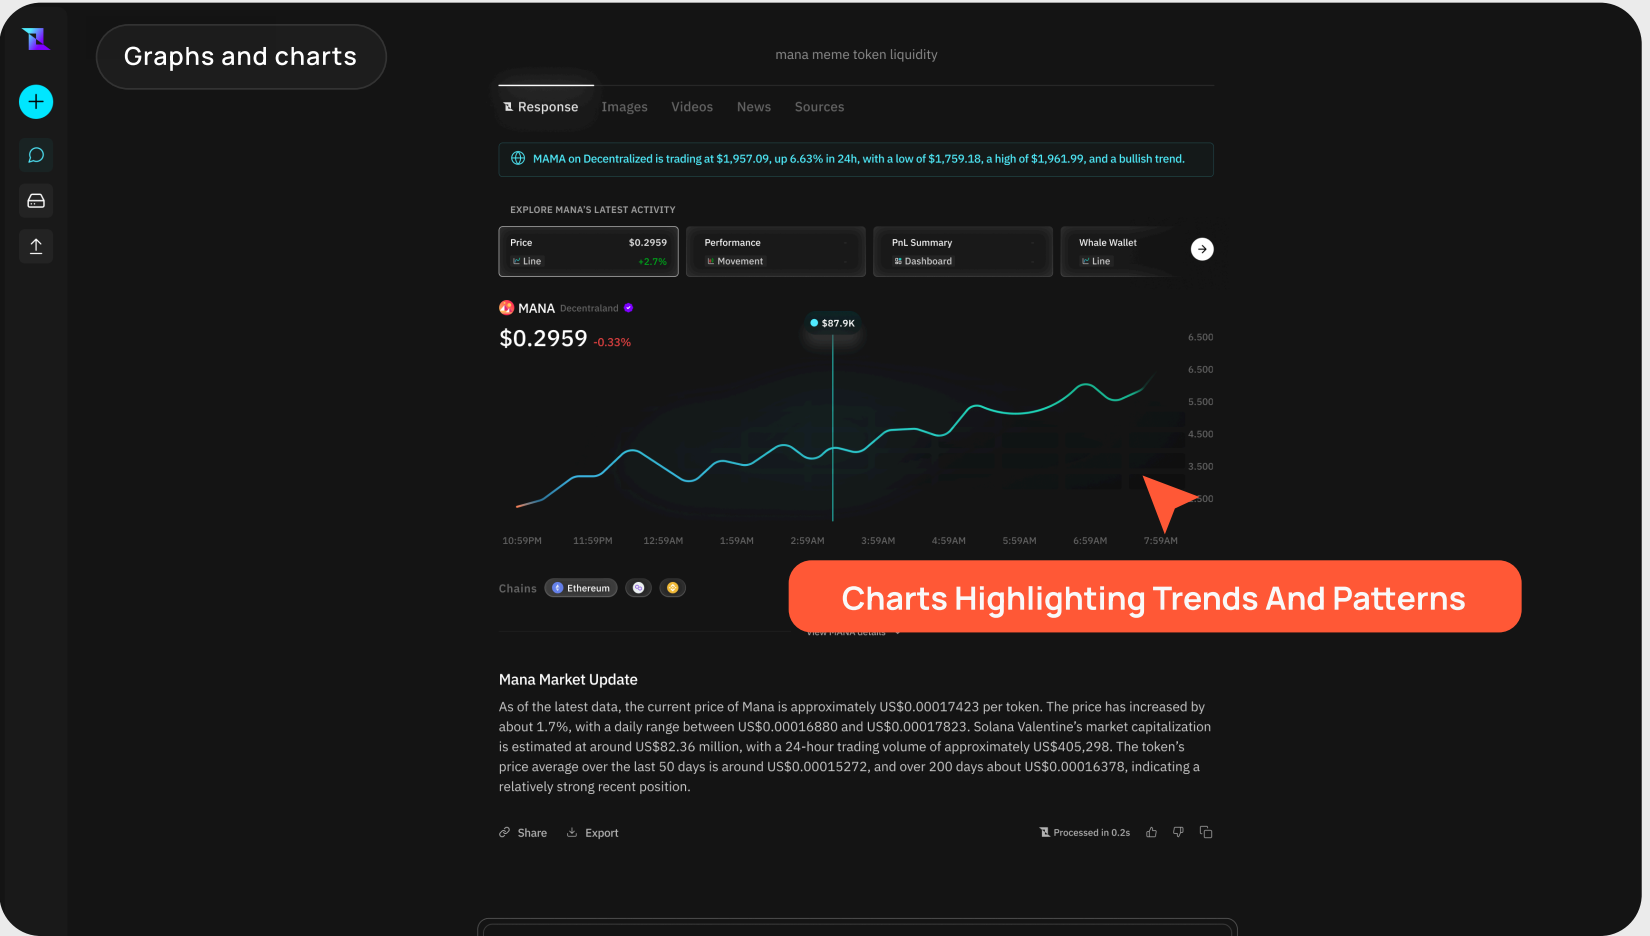 Graphs and charts
mana meme token liquidity
Response Images Videos News Sources
MAMA on Decentralized is trading at $1,957.09, up 6.63% in 24h, with a low of $1,759.18, a high of $1,961.99, and a bullish trend.
EXPLORE MANA'S LATEST ACTIVITY
Price $0.2959
Line +2.7%
Performance
Movement
PnL Summary
Dashboard
Whale Wallet
Line
MANA Decentraland
$0.2959 -0.33%
$87.9K
6.500
6.500
5.500
4.500
3.500
.500
10:59PM 11:59PM 12:59AM 1:59AM 2:59AM 3:59AM 4:59AM 5:59AM 6:59AM 7:59AM
Chains Ethereum
Charts Highlighting Trends And Patterns
View MANA details
Mana Market Update
As of the latest data, the current price of Mana is approximately US$0.00017423 per token. The price has increased by
about 1.7%, with a daily range between US$0.00016880 and US$0.00017823. Solana Valentine's market capitalization
is estimated at around US$82.36 million, with a 24-hour trading volume of approximately US$405,298. The token's
price average over the last 50 days is around US$0.00015272, and over 200 days about US$0.00016378, indicating a
relatively strong recent position.
Share Export Processed in 0.2s